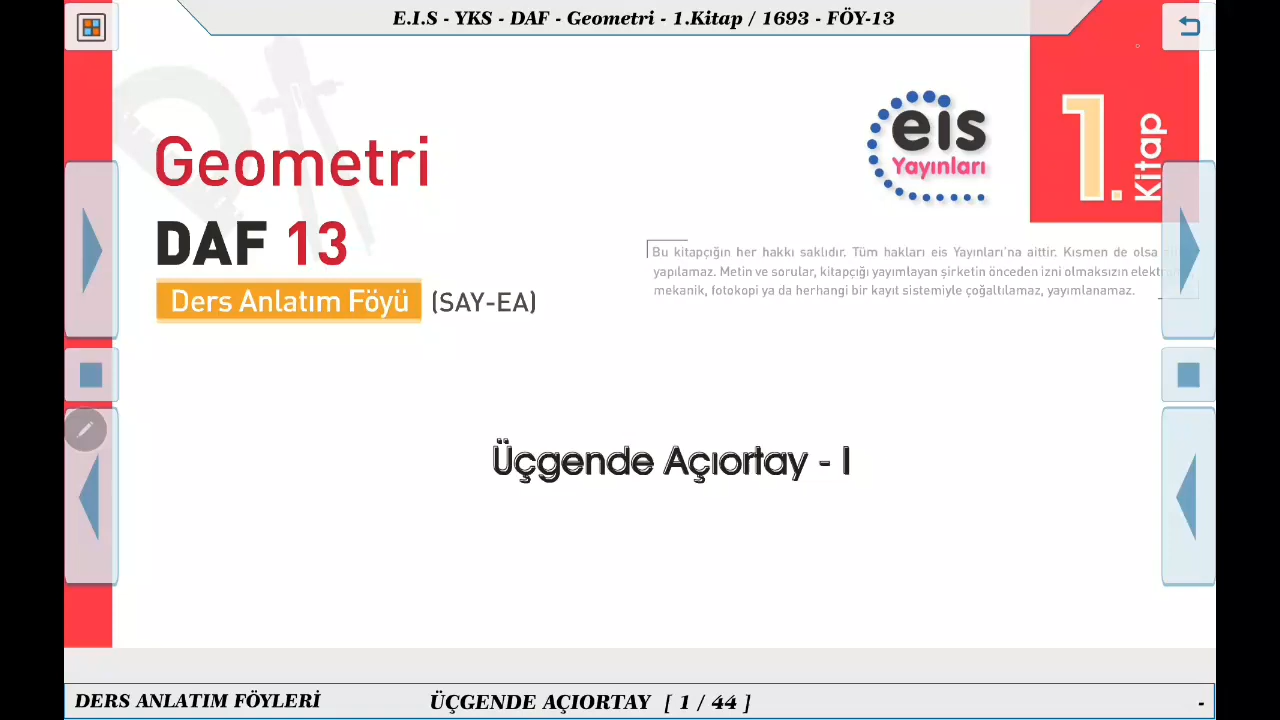 E.I.S - YKS - DAF - Geometri - 1.Kitap / 1693 - FÖY-13
eis
Yayınları
1.
Kitap
Geometri
DAF 13
Ders Anlatım Föyü (SAY-EA)
Bu kitapçığın her hakkı saklıdır. Tüm hakları eis Yayınları'na aittir. Kısmen de olsa
yapılamaz. Metin ve sorular, kitapçığı yayımlayan şirketin önceden izni olmaksızın
mekanik, fotokopi ya da herhangi bir kayıt sistemiyle çoğaltılamaz, yayımlanamaz.
Üçgende Açıortay - I
DERS ANLATIM FÖYLERİ ÜÇGENDE AÇIORTAY [ 1 / 44 ] -